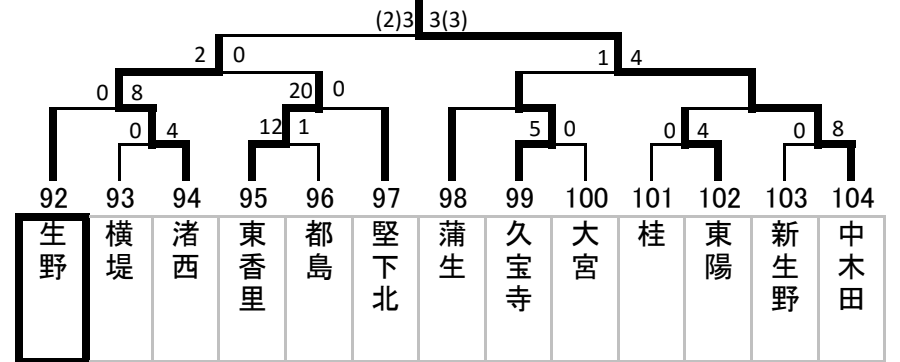 (2)3 3(3)
2 0
1 4
0 8
20 0
0 4
12 1
5 0
0 4
0 8
92 93 94 95 96 97 98 99 100 101 102 103 104
生野
横堤
渚西
東香里
都島
堅下北
蒲生
久宝寺
大宮
桂
東陽
新生野
中木田